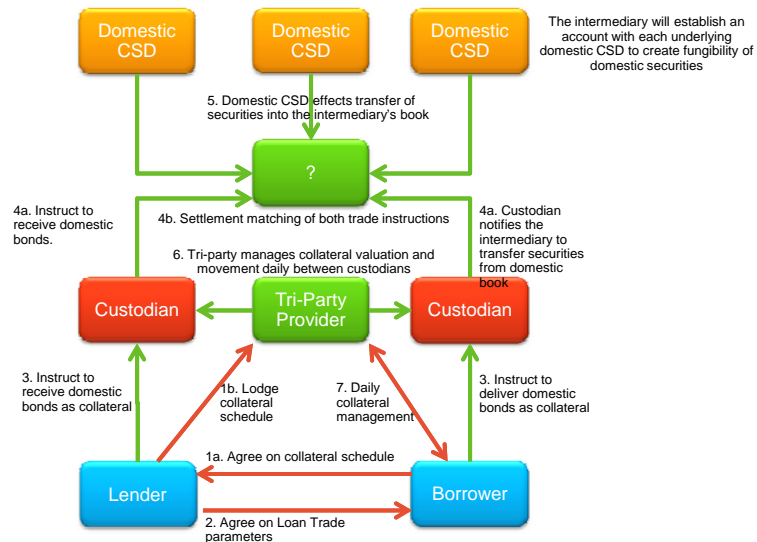 Domestic
CSD
Domestic
CSD
Domestic
CSD
The intermediary will establish an
account with each underlying
domestic CSD to create fungibility of
domestic securities
5. Domestic CSD effects transfer of
securities into the intermediary's book
?
4a. Instruct to
receive domestic
bonds.
4b. Settlement matching of both trade instructions
4a. Custodian
notifies the
intermediary to
transfer securities
from domestic
book
6. Tri-party manages collateral valuation and
movement daily between custodians
Custodian
Tri-Party
Provider
Custodian
3. Instruct to
receive domestic
bonds as collateral
1b. Lodge
collateral
schedule
7. Daily
collateral
management
3. Instruct to
deliver domestic
bonds as collateral
1a. Agree on collateral schedule
Lender
Borrower
2. Agree on Loan Trade
parameters